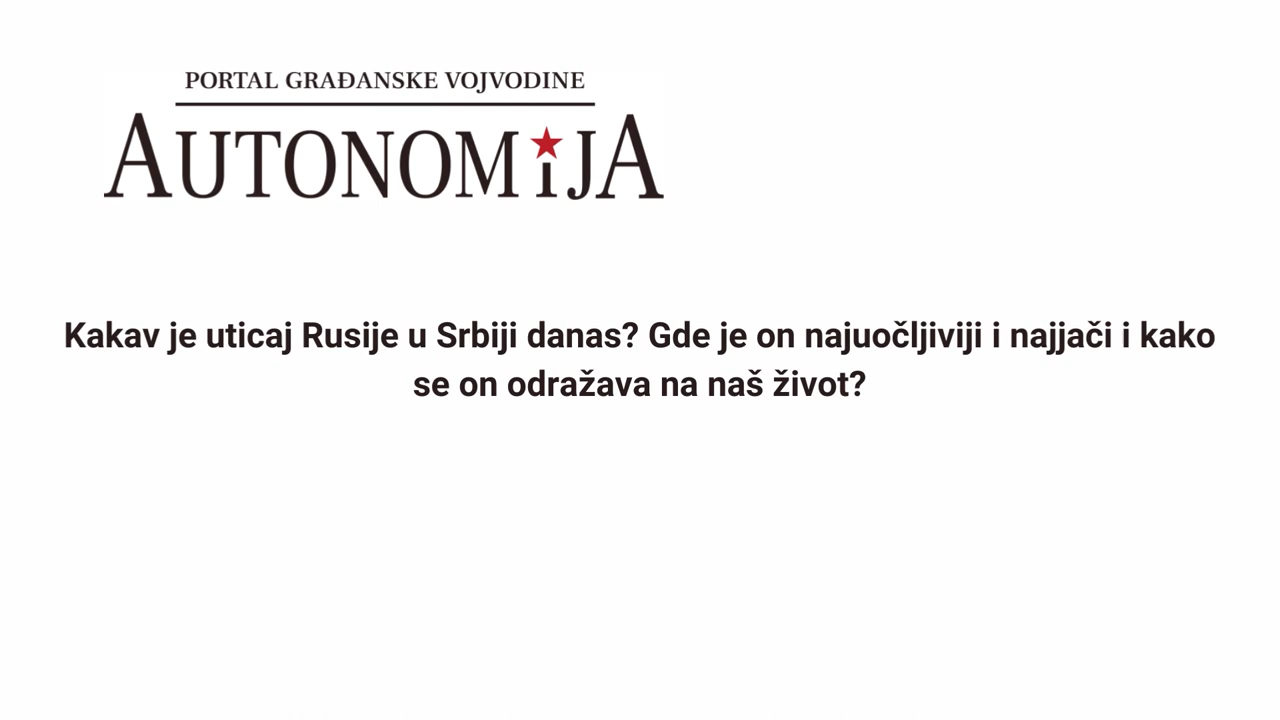 PORTAL GRAĐANSKE VOJVODINE
AUTONOMIJA
Kakav je uticaj Rusije u Srbiji danas? Gde je on najuočljiviji i najjači i kako
se on odražava na naš život?